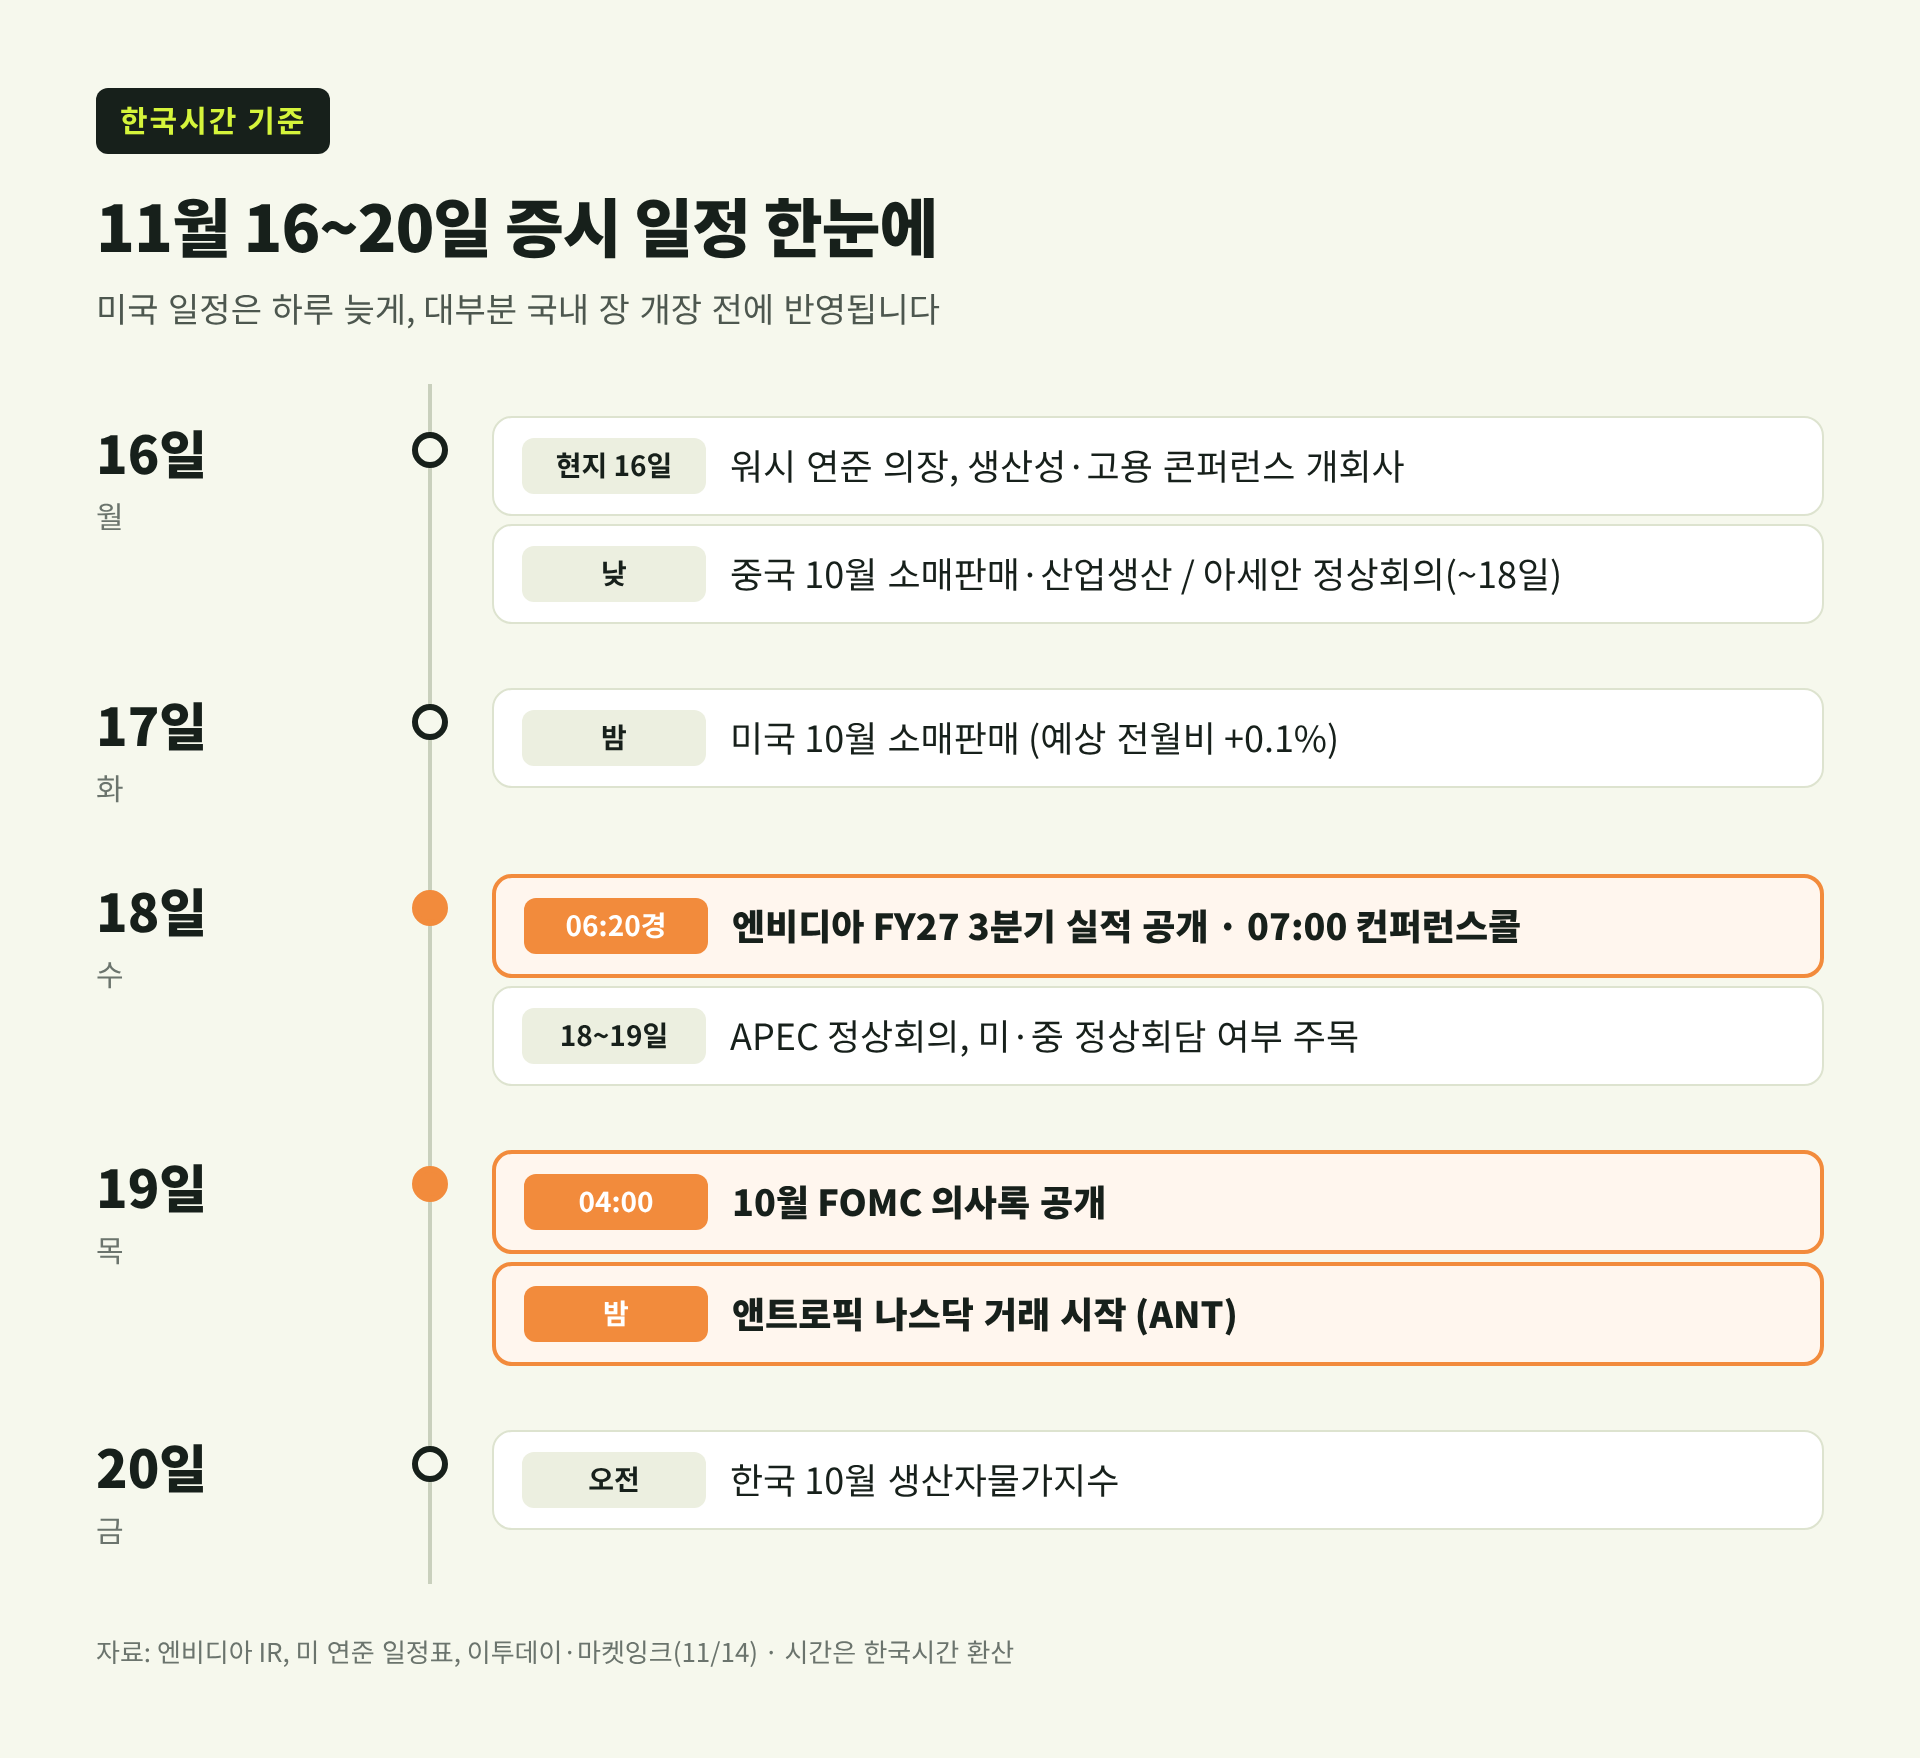 한국시간 기준
11월 16~20일 증시 일정 한눈에
미국 일정은 하루 늦게, 대부분 국내 장 개장 전에 반영됩니다
16일
월
현지 16일 워시 연준 의장, 생산성·고용 콘퍼런스 개회사
낮 중국 10월 소매판매·산업생산 / 아세안 정상회의(~18일)
17일
화
밤 미국 10월 소매판매 (예상 전월비 +0.1%)
18일
수
06:20경 엔비디아 FY27 3분기 실적 공개 · 07:00 컨퍼런스콜
18~19일 APEC 정상회의, 미·중 정상회담 여부 주목
19일
목
04:00 10월 FOMC 의사록 공개
밤 앤트로픽 나스닥 거래 시작 (ANT)
20일
금
오전 한국 10월 생산자물가지수
자료: 엔비디아 IR, 미 연준 일정표, 이투데이·마켓잉크(11/14) · 시간은 한국시간 환산